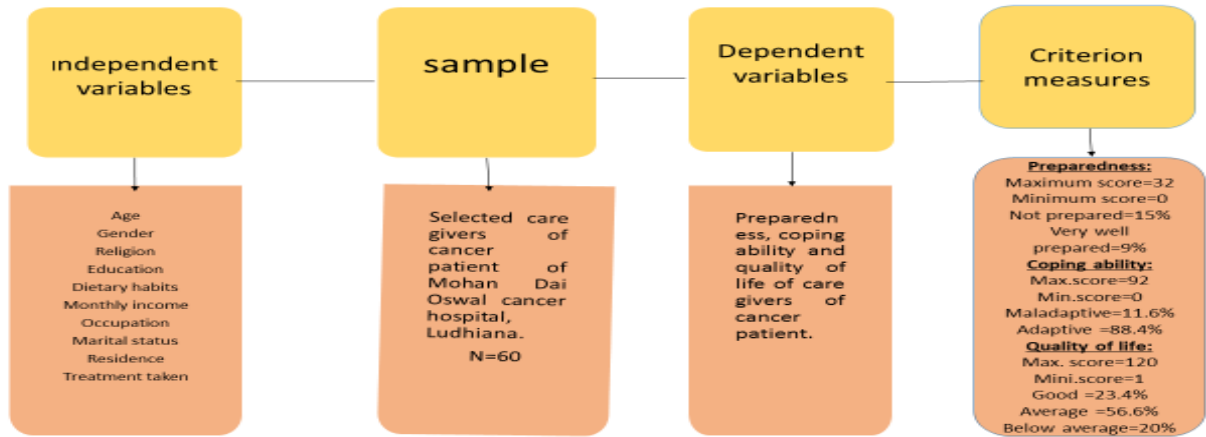 Independent
variables
sample
Dependent
variables
Criterion
measures
Age
Gender
Religion
Education
Dietary habits
Monthly income
Occupation
Marital status
Residence
Treatment taken
Selected care
givers of
cancer
patient of
Mohan Dai
Oswal cancer
hospital,
Ludhiana.
N=60
Preparedn
ess, coping
ability and
quality of
life of care
givers of
cancer
patient.
Preparedness:
Maximum score=32
Minimum score=0
Not prepared=15%
Very well
prepared=9%
Coping ability:
Max.score=92
Min.score=0
Maladaptive=11.6%
Adaptive =88.4%
Quality of life:
Max. score=120
Mini.score=1
Good =23.4%
Average =56.6%
Below average=20%